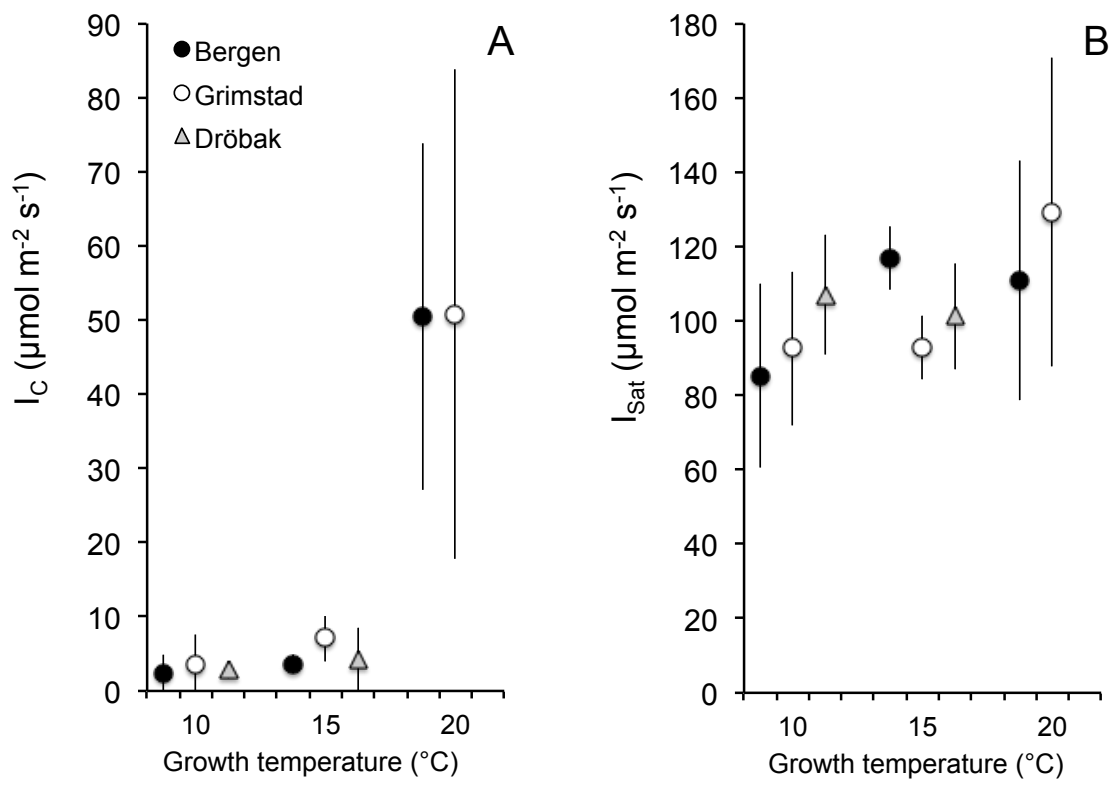 A
Bergen
Grimstad
Dröbak
I_C (µmol m⁻² s⁻¹)
90
80
70
60
50
40
30
20
10
0
10 15 20
Growth temperature (°C)
B
I_Sat (µmol m⁻² s⁻¹)
180
160
140
120
100
80
60
40
20
0
10 15 20
Growth temperature (°C)